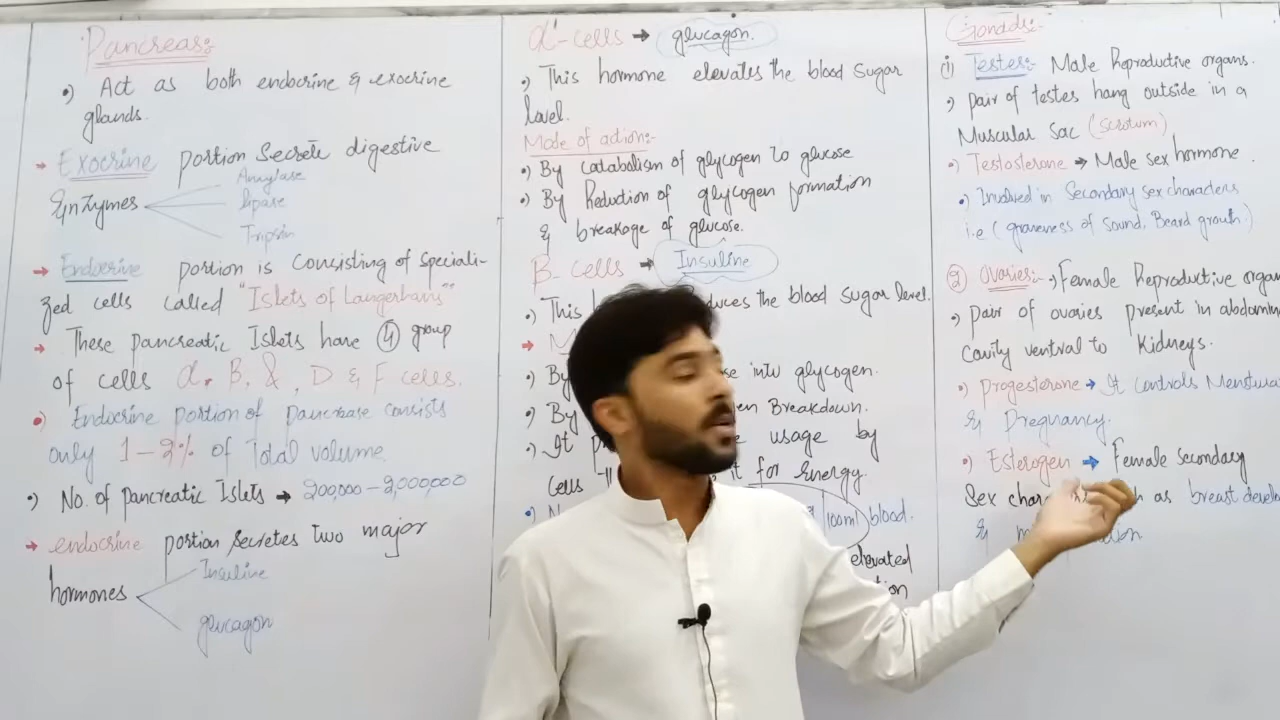 Pancreas:-
•) Act as both endocrine & exocrine
glands.
→ Exocrine portion Secrete digestive
Enzymes
Amylase
lipase
Tripsin
→ Endocrine portion is Consisting of Speciali-
zed cells called "Islets of Langerhans"
→ These pancreatic Islets have (4) group
of cells α, B, &, D & F cells.
•) Endocrine portion of pancrease consists
only 1-2% of Total volume
•) No. of pancreatic Islets → 200,000-2,000,000
→ endocrine portion secretes two major
hormones
Insuline
glucagon
α-cells → glucagon.
•) This hormone elevates the blood Sugar
level.
Mode of action:-
•) By catabolism of glycogen to glucose
•) By Reduction of glycogen formation
& breakage of glucose.
B-cells → Insuline
•) This duces the blood sugar level.
→
•) By se into glycogen.
•) By en Breakdown.
•) It usage by
Cells t for Energy.
100ml blood.
elevated
Gonads:-
(1) Testes:- Male Reproductive organs.
•) pair of testes hang outside in a
Muscular Sac (Scrotum)
•) Testosterone → Male sex hormone.
•) Involved in Secondary sex characters
i.e (graveness of Sound, Beard grouth)
(2) Ovaries:- → Female Reproductive organ
•) pair of ovaries present in abdomin
Cavity ventral to Kidneys.
•) Progesterone → It Controls Menstrua
& Pregnancy.
•) Esterogen → Female secondary
Sex char as breast devel
&